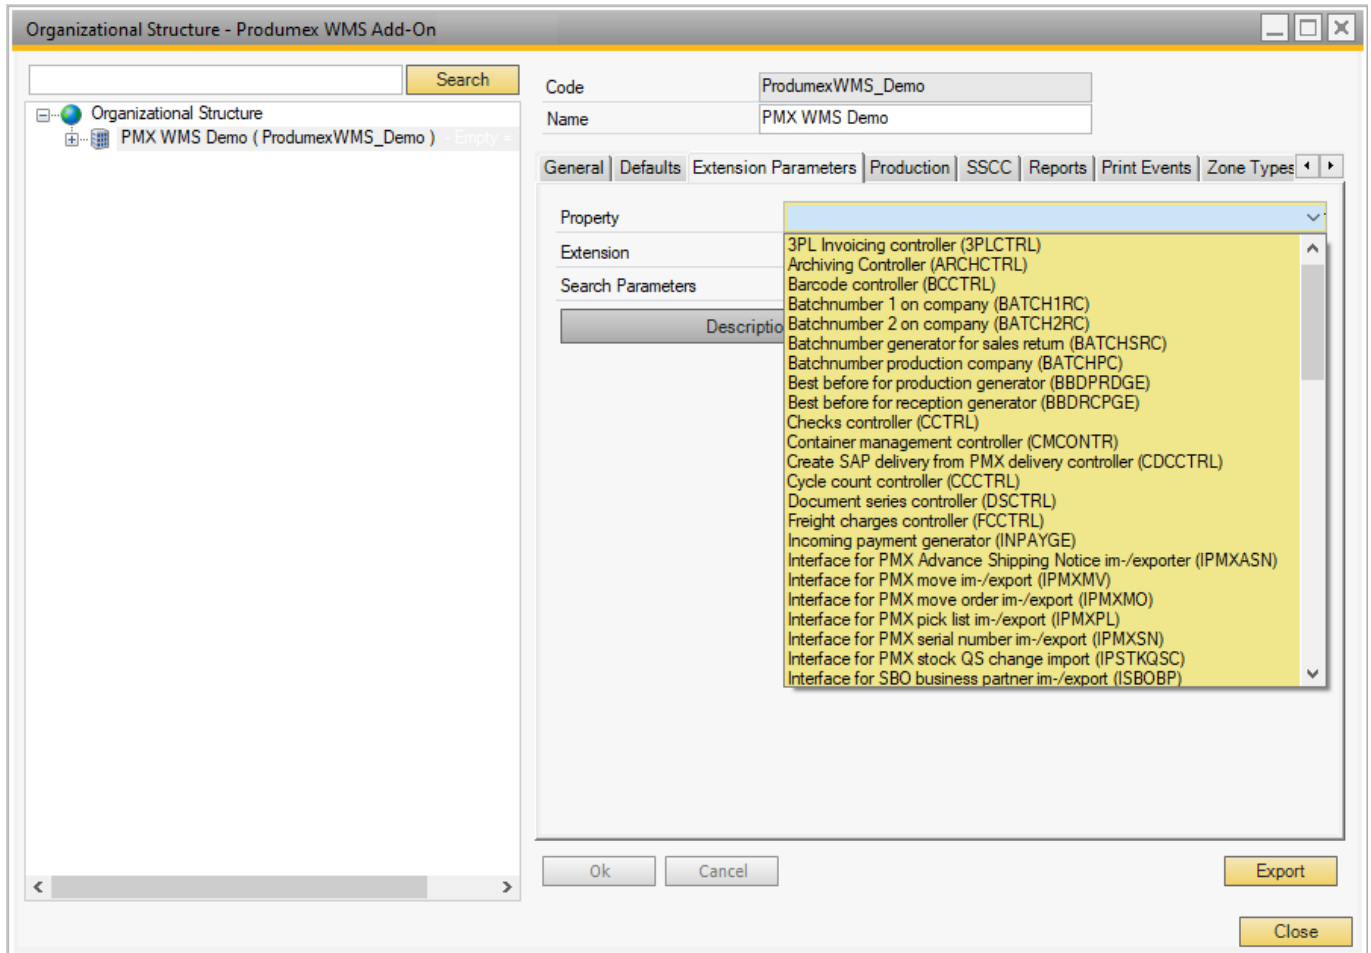 Organizational Structure - Produmex WMS Add-On
Search
Organizational Structure
PMX WMS Demo ( ProdumexWMS_Demo ) - Empty =
Code ProdumexWMS_Demo
Name PMX WMS Demo
General Defaults Extension Parameters Production SSCC Reports Print Events Zone Types
Property
Extension
Search Parameters
Descriptio
3PL Invoicing controller (3PLCTRL)
Archiving Controller (ARCHCTRL)
Barcode controller (BCCTRL)
Batchnumber 1 on company (BATCH1RC)
Batchnumber 2 on company (BATCH2RC)
Batchnumber generator for sales return (BATCHSRC)
Batchnumber production company (BATCHPC)
Best before for production generator (BBDPRDGE)
Best before for reception generator (BBDRCPGE)
Checks controller (CCTRL)
Container management controller (CMCONTR)
Create SAP delivery from PMX delivery controller (CDCCTRL)
Cycle count controller (CCCTRL)
Document series controller (DSCTRL)
Freight charges controller (FCCTRL)
Incoming payment generator (INPAYGE)
Interface for PMX Advance Shipping Notice im-/exporter (IPMXASN)
Interface for PMX move im-/export (IPMXMV)
Interface for PMX move order im-/export (IPMXMO)
Interface for PMX pick list im-/export (IPMXPL)
Interface for PMX serial number im-/export (IPMXSN)
Interface for PMX stock QS change import (IPSTKQSC)
Interface for SBO business partner im-/export (ISBOBP)
Ok Cancel Export
Close